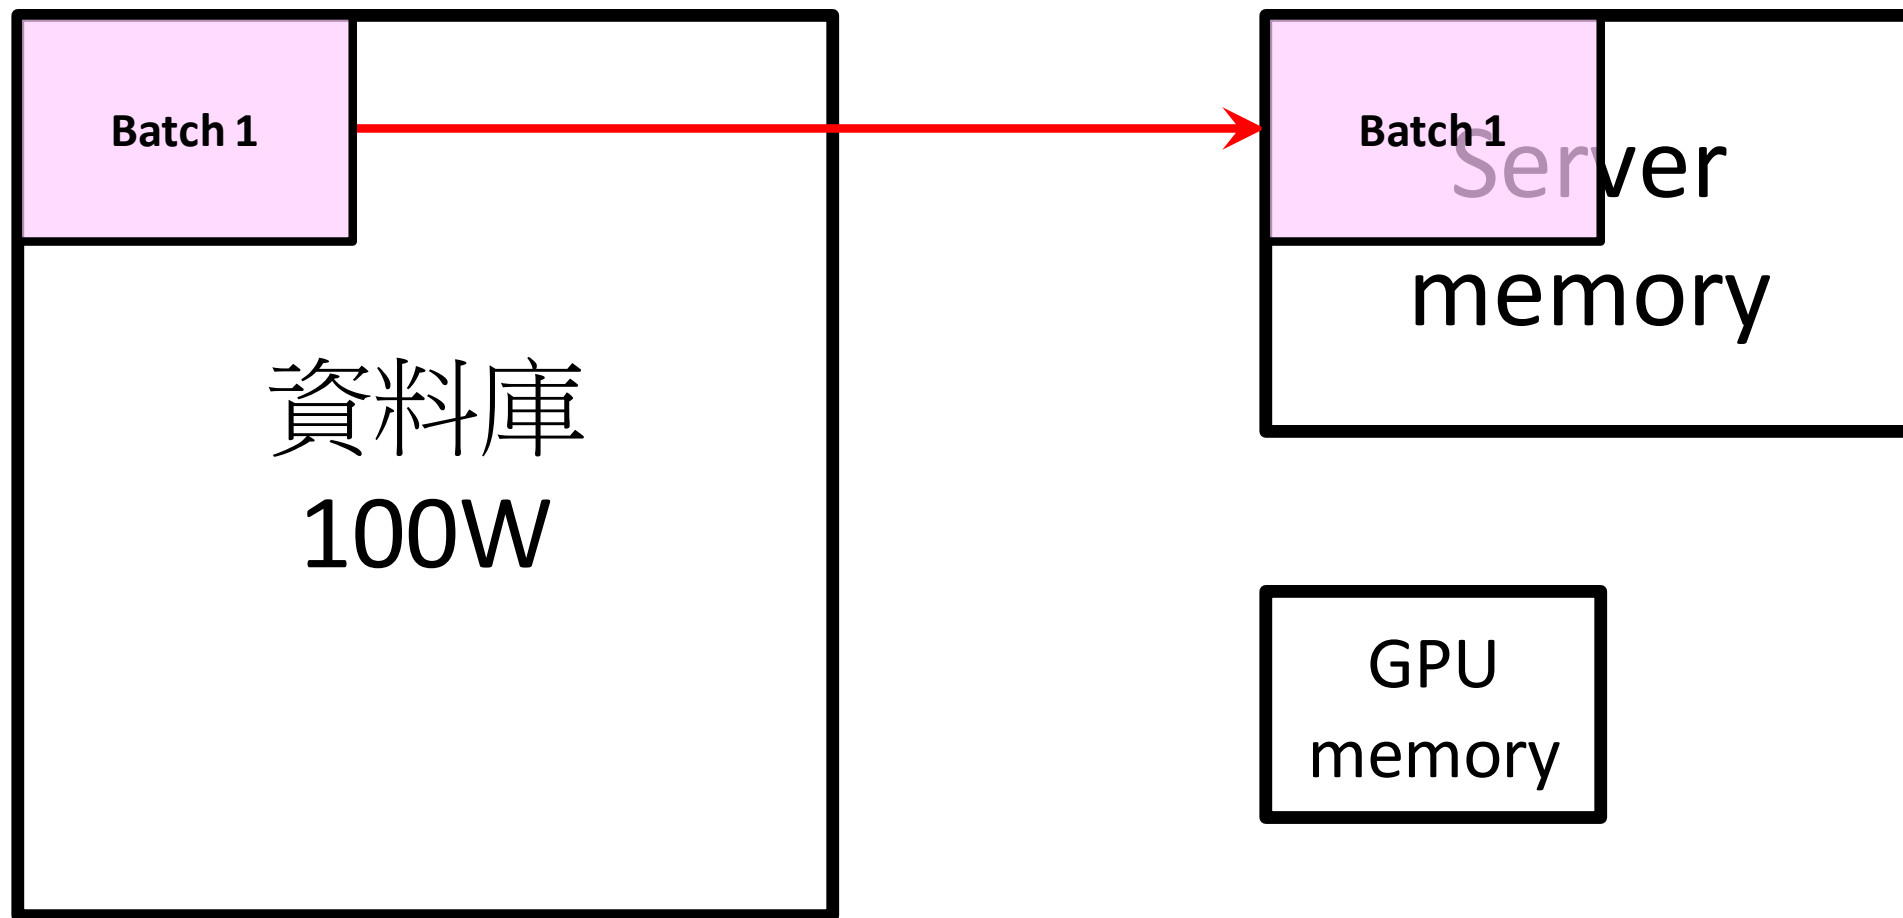 Batch 1
資料庫
100W
Batch 1
Server
memory
GPU
memory